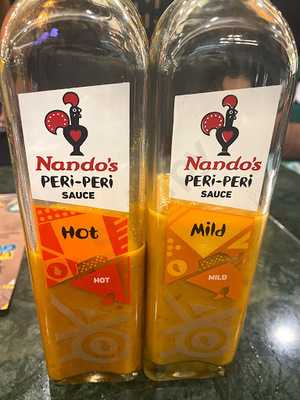 Nando's
PERi-PERi
SAUCE
Hot
HOT
Nando's
PERi-PERi
SAUCE
Mild
MILD